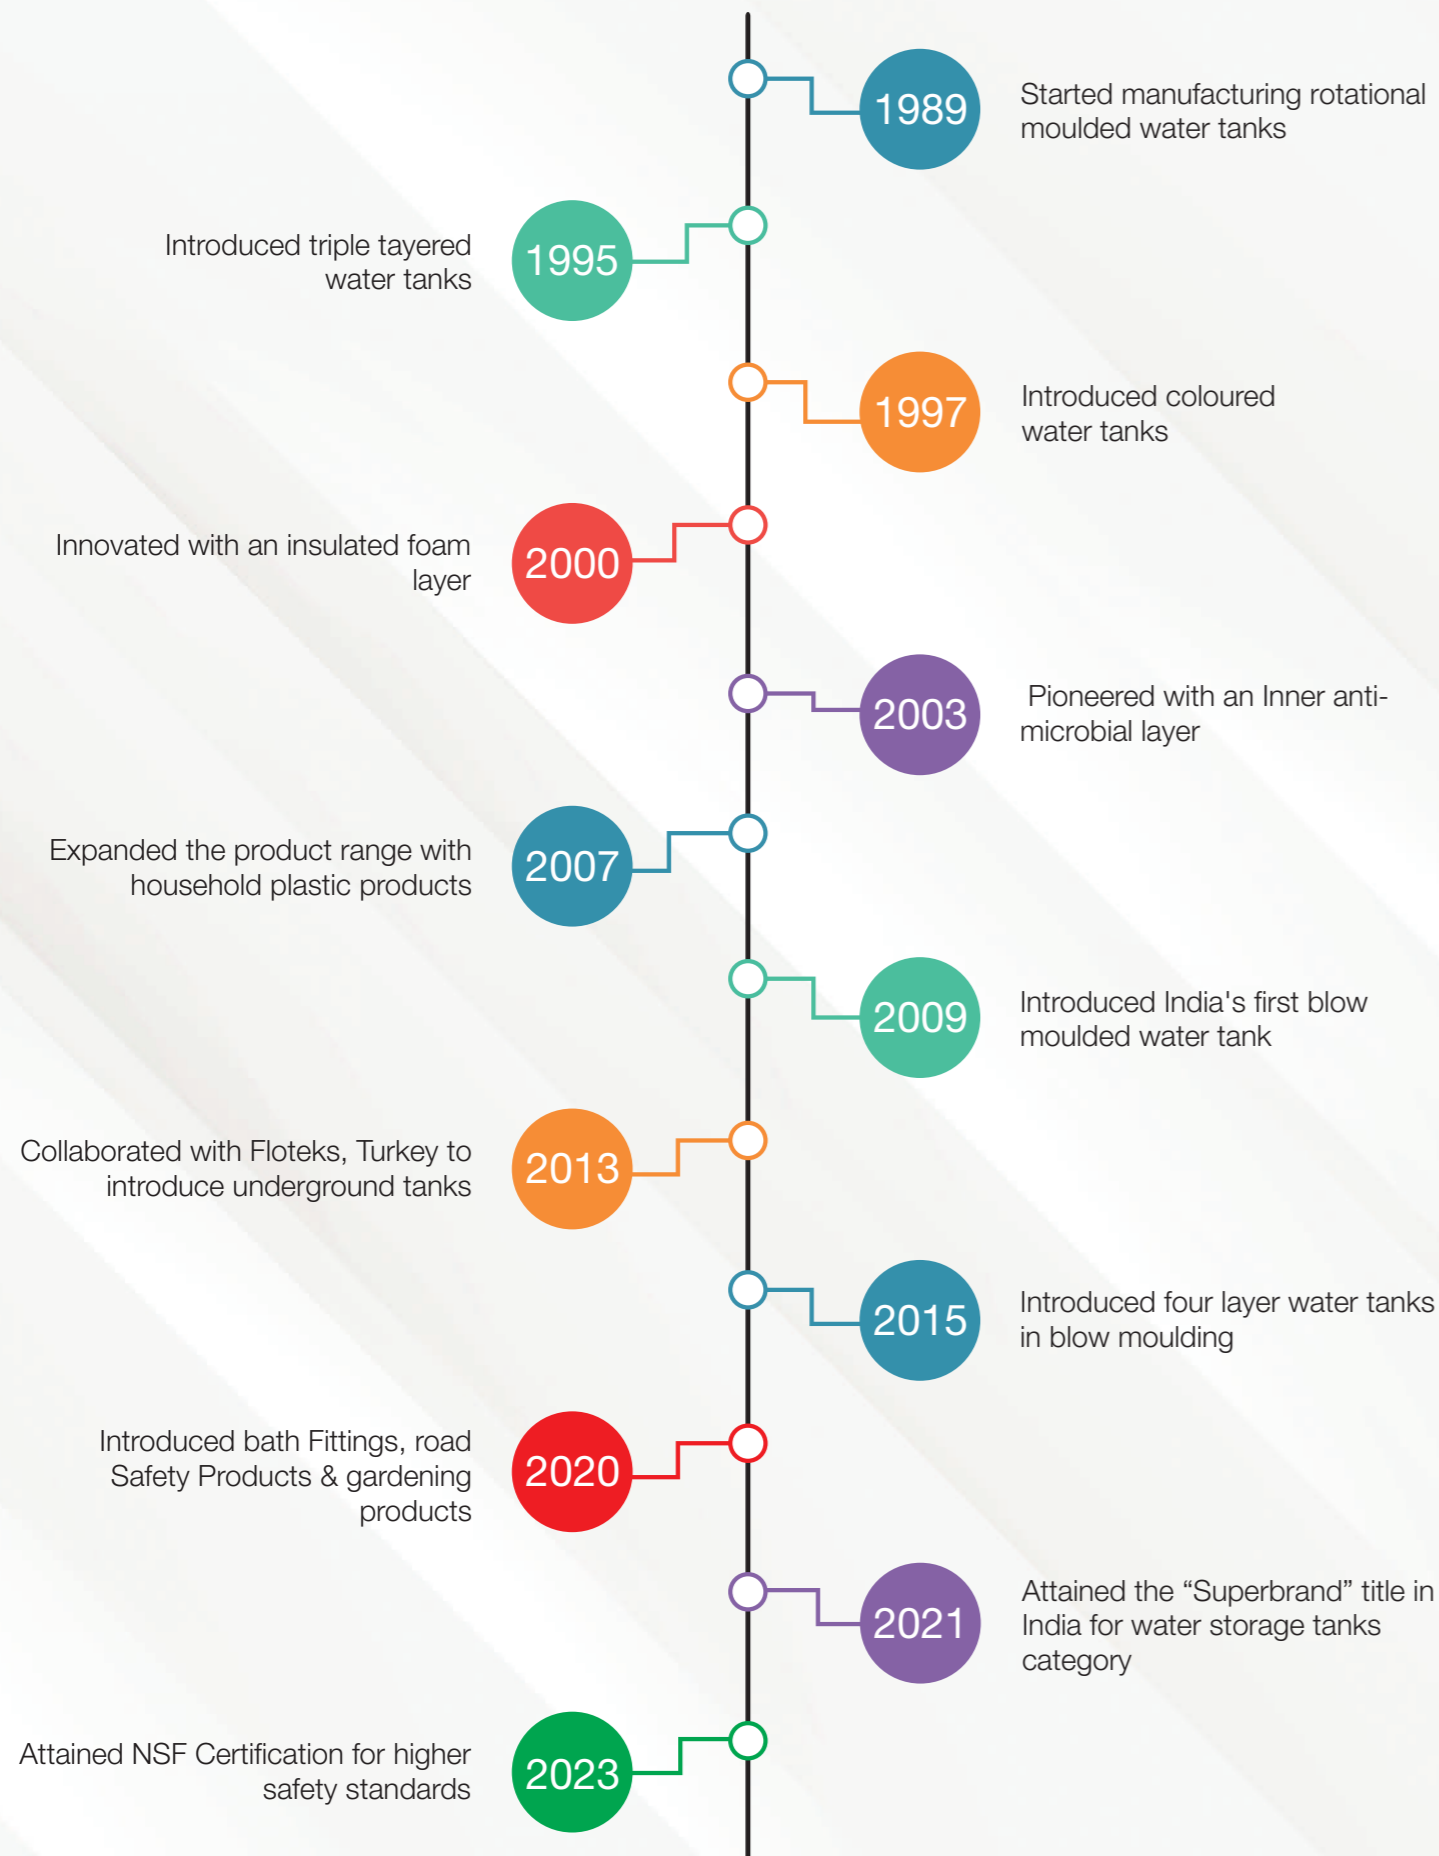 1989
Started manufacturing rotational
moulded water tanks
Introduced triple tayered
water tanks
1995
1997
Introduced coloured
water tanks
Innovated with an insulated foam
layer
2000
2003
Pioneered with an Inner anti-
microbial layer
Expanded the product range with
household plastic products
2007
2009
Introduced India's first blow
moulded water tank
Collaborated with Floteks, Turkey to
introduce underground tanks
2013
2015
Introduced four layer water tanks
in blow moulding
Introduced bath Fittings, road
Safety Products & gardening
products
2020
2021
Attained the “Superbrand” title in
India for water storage tanks
category
Attained NSF Certification for higher
safety standards
2023